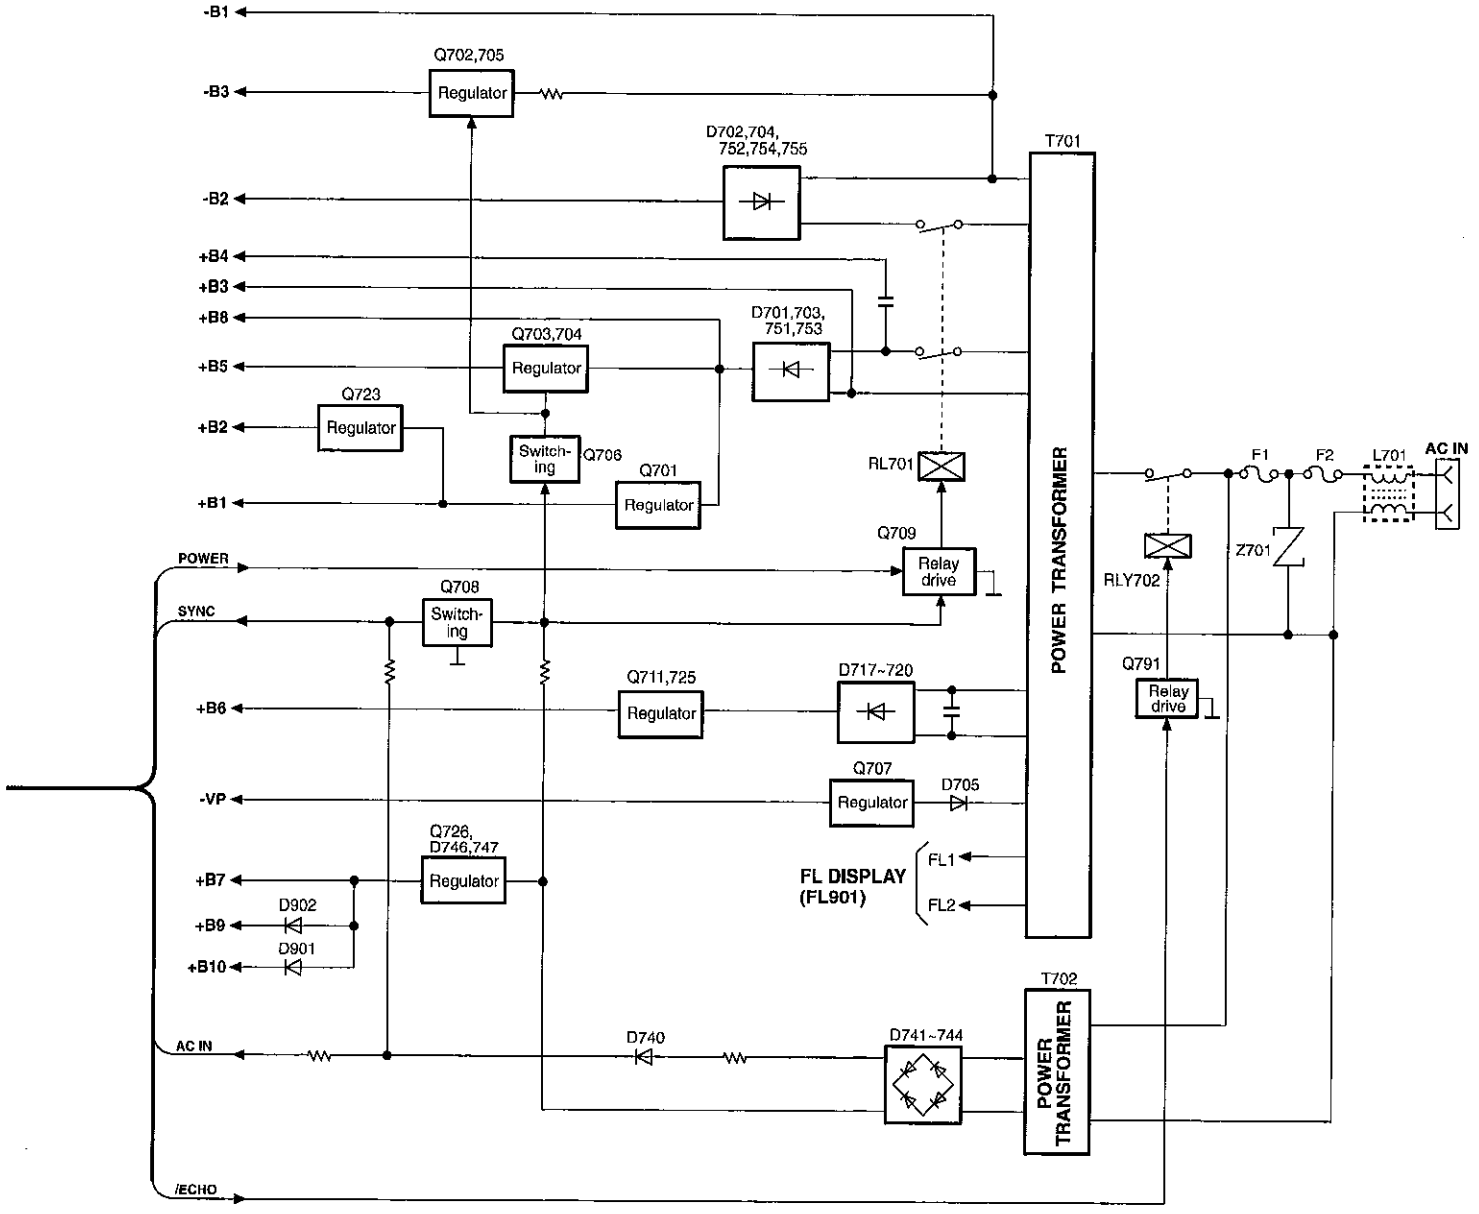 -B1
Q702,705
-B3
Regulator
D702,704,
752,754,755
T701
-B2
+B4
+B3
+B8
D701,703,
751,753
Q703,704
+B5
Regulator
Q723
+B2
Regulator
Switch-
ing
Q706
Q701
+B1
Regulator
RL701
POWER TRANSFORMER
F1
F2
L701
AC IN
Z701
RLY702
POWER
Q709
Relay
drive
SYNC
Q708
Switch-
ing
Q791
Relay
drive
Q711,725
D717~720
+B6
Regulator
Q707
D705
-VP
Regulator
Q726,
D746,747
+B7
Regulator
FL DISPLAY
(FL901)
FL1
FL2
D902
+B9
D901
+B10
T702
POWER
TRANSFORMER
D740
D741~744
AC IN
/ECHO